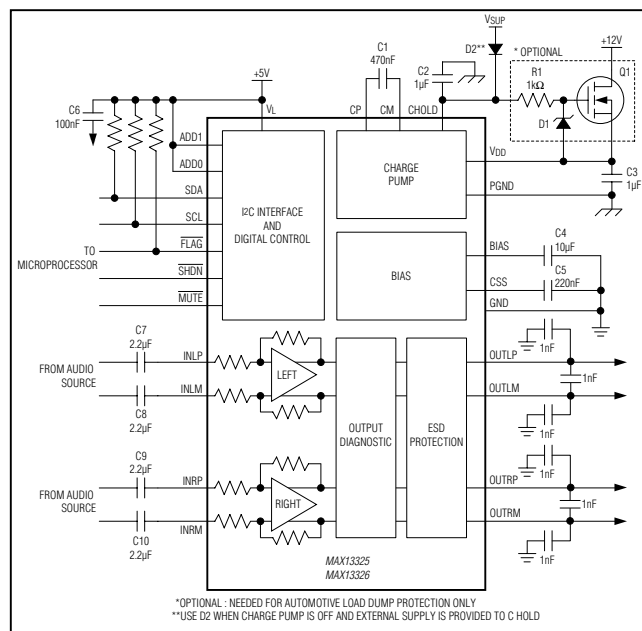 VSUP
+12V
C1
470nF
D2**
* OPTIONAL
C2
1µF
R1
1kΩ
Q1
+5V
C6
100nF
VL
CP
CM
CHOLD
D1
ADD1
ADD0
CHARGE
PUMP
VDD
C3
1µF
PGND
SDA
SCL
I2C INTERFACE
AND
DIGITAL CONTROL
TO
MICROPROCESSOR
FLAG
SHDN
MUTE
BIAS
BIAS
C4
10µF
CSS
C5
220nF
GND
C7
2.2µF
1nF
FROM AUDIO
SOURCE
INLP
LEFT
OUTLP
INLM
1nF
OUTLM
C8
2.2µF
1nF
OUTPUT
DIAGNOSTIC
ESD
PROTECTION
C9
2.2µF
1nF
FROM AUDIO
SOURCE
INRP
RIGHT
OUTRP
1nF
INRM
OUTRM
C10
2.2µF
1nF
MAX13325
MAX13326
*OPTIONAL : NEEDED FOR AUTOMOTIVE LOAD DUMP PROTECTION ONLY
**USE D2 WHEN CHARGE PUMP IS OFF AND EXTERNAL SUPPLY IS PROVIDED TO C HOLD